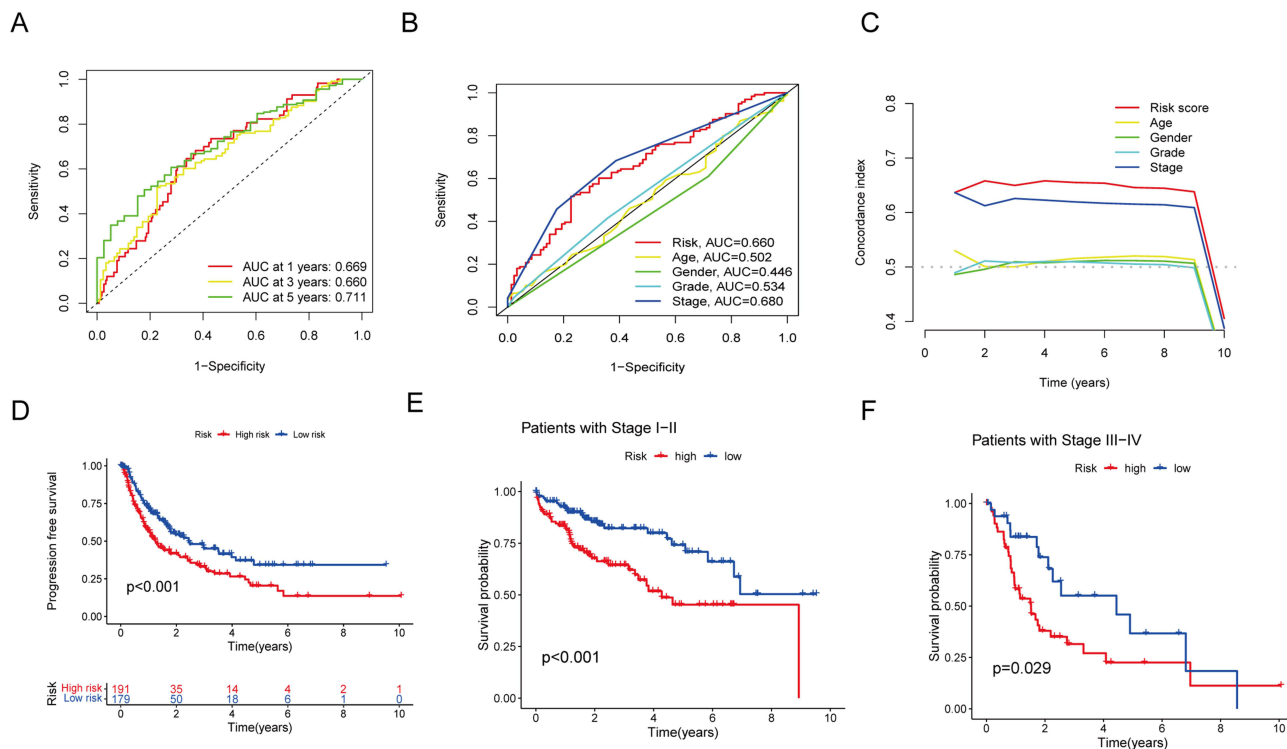 A
Sensitivity
1.0
0.8
0.6
0.4
0.2
0.0
AUC at 1 years: 0.669
AUC at 3 years: 0.660
AUC at 5 years: 0.711
0.0 0.2 0.4 0.6 0.8 1.0
1−Specificity
B
Sensitivity
1.0
0.8
0.6
0.4
0.2
0.0
Risk, AUC=0.660
Age, AUC=0.502
Gender, AUC=0.446
Grade, AUC=0.534
Stage, AUC=0.680
0.0 0.2 0.4 0.6 0.8 1.0
1−Specificity
C
Concordance index
0.8
0.7
0.6
0.5
0.4
Risk score
Age
Gender
Grade
Stage
0 2 4 6 8 10
Time (years)
D
Risk High risk Low risk
Progression free survival
1.00
0.75
0.50
0.25
0.00
p<0.001
0 2 4 6 8 10
Time(years)
Risk
High risk 191 35 14 4 2 1
Low risk 179 50 18 6 1 0
0 2 4 6 8 10
Time(years)
E
Patients with Stage I−II
Risk high low
Survival probability
1.00
0.75
0.50
0.25
0.00
p<0.001
0 2 4 6 8 10
Time(years)
F
Patients with Stage III−IV
Risk high low
Survival probability
1.00
0.75
0.50
0.25
0.00
p=0.029
0 2 4 6 8 10
Time(years)